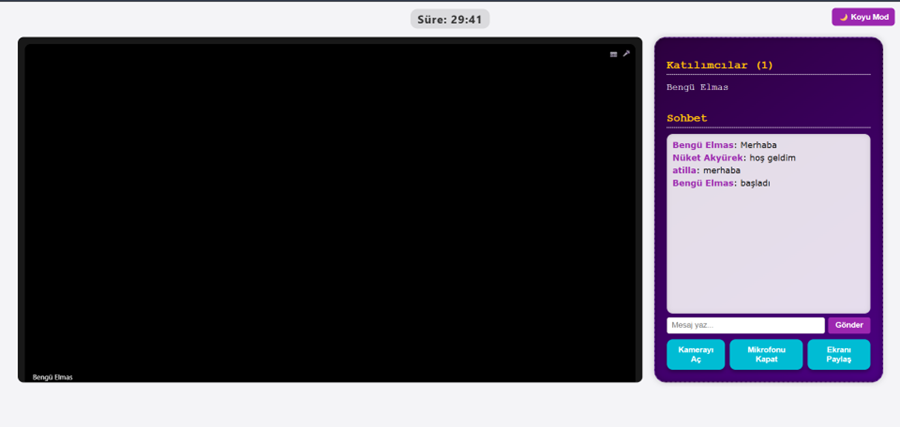 Süre: 29:41
🌙 Koyu Mod
Bengü Elmas
Katılımcılar (1)
Bengü Elmas
Sohbet
Bengü Elmas: Merhaba
Nüket Akyürek: hoş geldim
atilla: merhaba
Bengü Elmas: başladı
Mesaj yaz...
Gönder
Kamerayı
Aç
Mikrofonu
Kapat
Ekranı
Paylaş